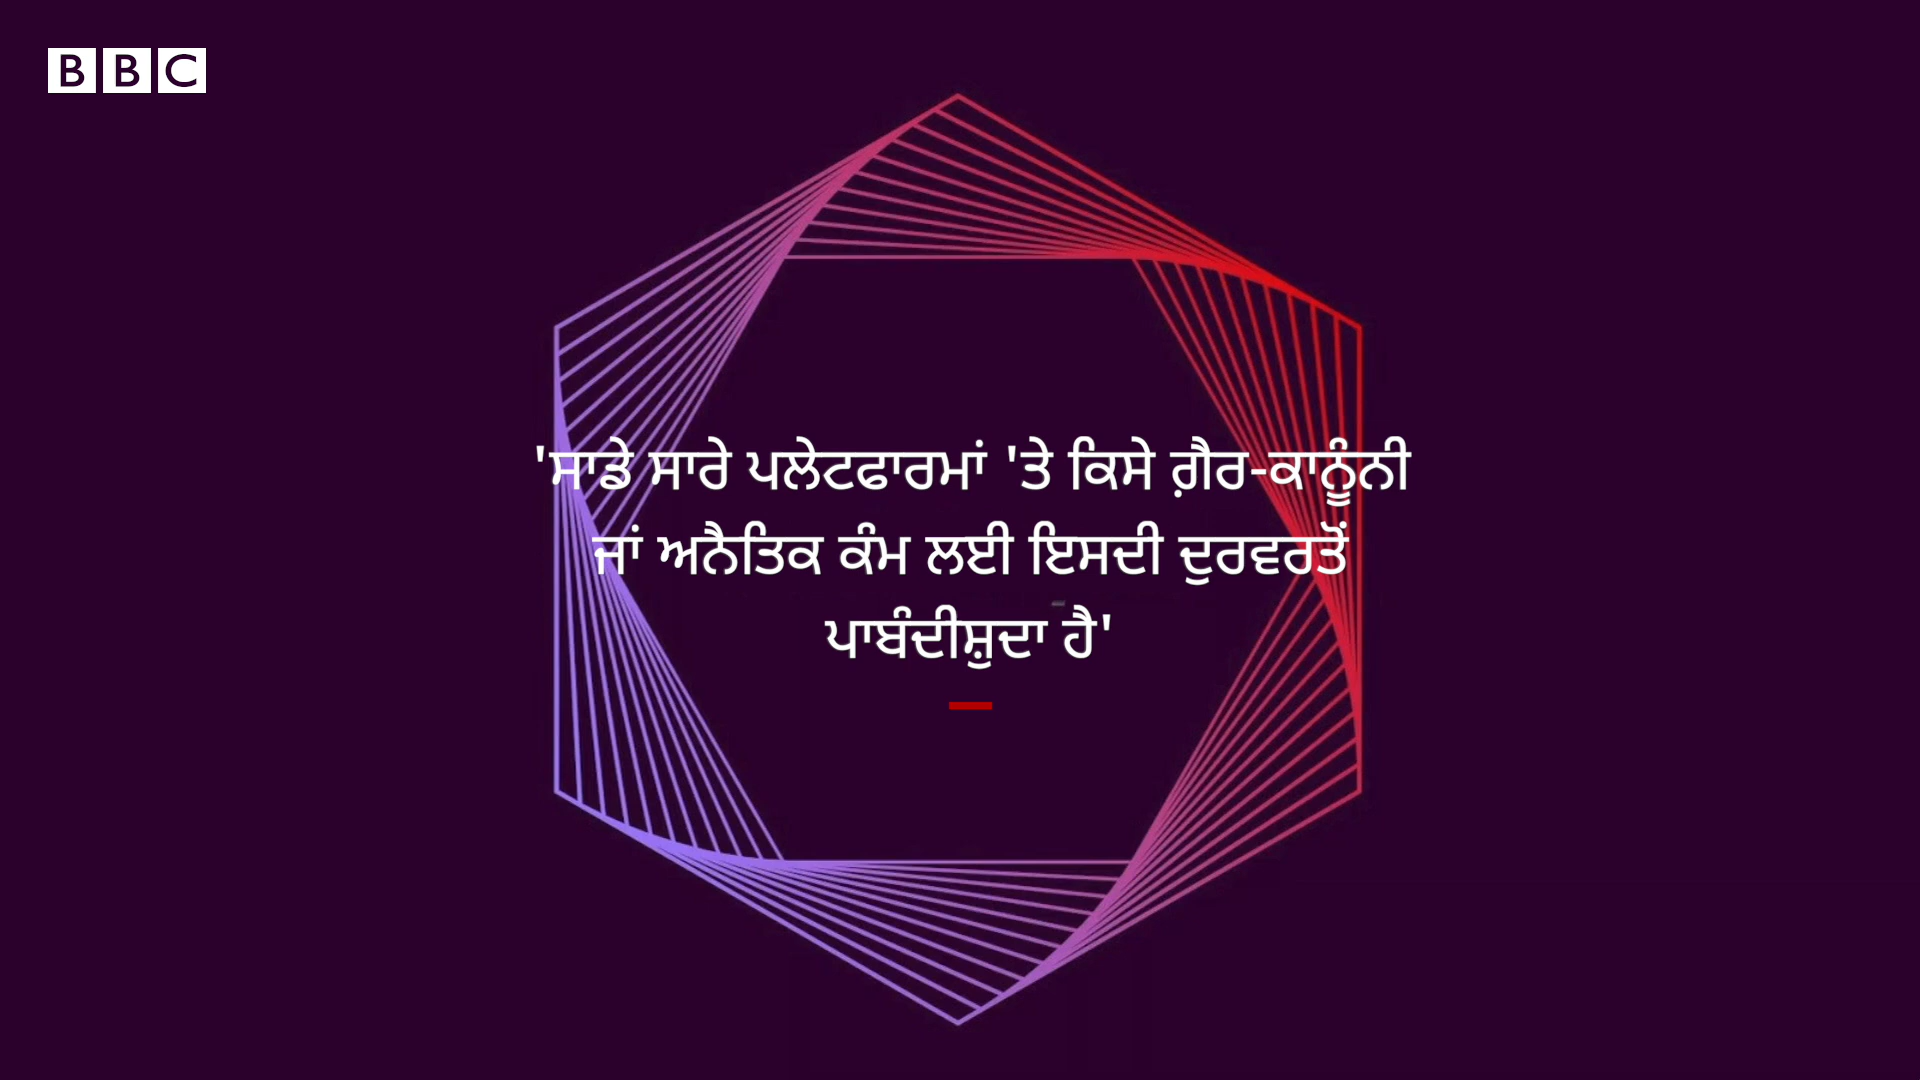 BBC
'ਸਾਡੇ ਸਾਰੇ ਪਲੇਟਫਾਰਮਾਂ 'ਤੇ ਕਿਸੇ ਗ਼ੈਰ-ਕਾਨੂੰਨੀ
ਜਾਂ ਅਨੈਤਿਕ ਕੰਮ ਲਈ ਇਸਦੀ ਦੁਰਵਰਤੋਂ
ਪਾਬੰਦੀਸ਼ੁਦਾ ਹੈ'